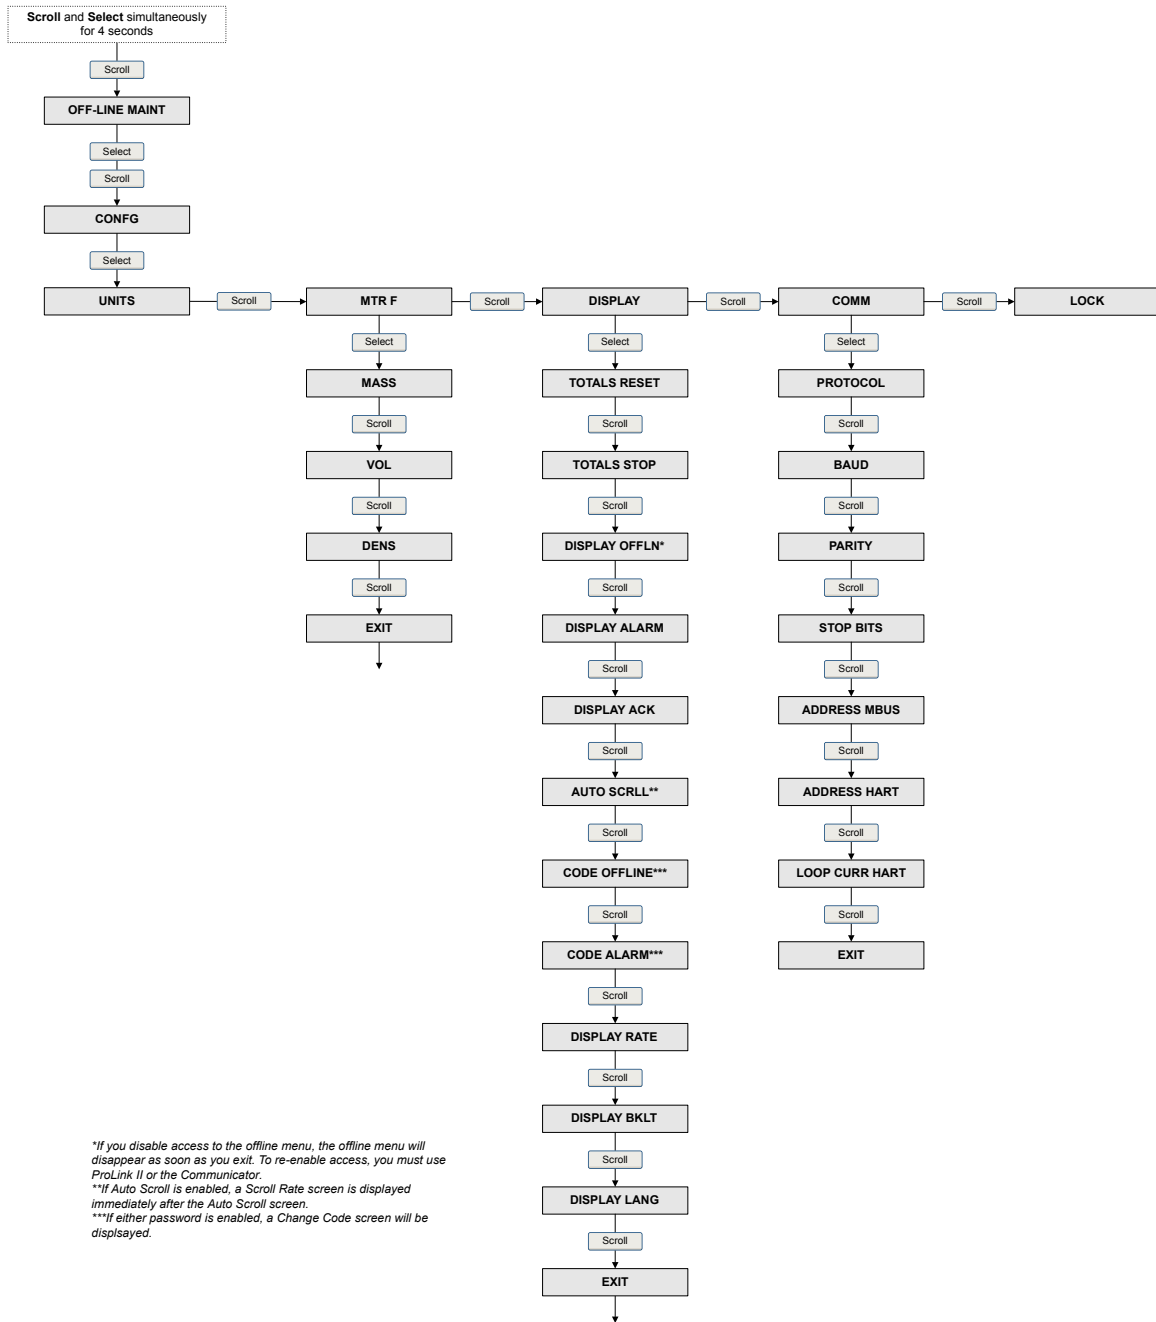 Scroll and Select simultaneously
for 4 seconds
Scroll
OFF-LINE MAINT
Select
Scroll
CONFG
Select
UNITS
Scroll
MTR F
Scroll
DISPLAY
Scroll
COMM
Scroll
LOCK
Select
MASS
Scroll
VOL
Scroll
DENS
Scroll
EXIT
Select
TOTALS RESET
Scroll
TOTALS STOP
Scroll
DISPLAY OFFLN*
Scroll
DISPLAY ALARM
Scroll
DISPLAY ACK
Scroll
AUTO SCRLL**
Scroll
CODE OFFLINE***
Scroll
CODE ALARM***
Scroll
DISPLAY RATE
Scroll
DISPLAY BKLT
Scroll
DISPLAY LANG
Scroll
EXIT
Select
PROTOCOL
Scroll
BAUD
Scroll
PARITY
Scroll
STOP BITS
Scroll
ADDRESS MBUS
Scroll
ADDRESS HART
Scroll
LOOP CURR HART
Scroll
EXIT
*If you disable access to the offline menu, the offline menu will
disappear as soon as you exit. To re-enable access, you must use
ProLink II or the Communicator.
**If Auto Scroll is enabled, a Scroll Rate screen is displayed
immediately after the Auto Scroll screen.
***If either password is enabled, a Change Code screen will be
displsayed.